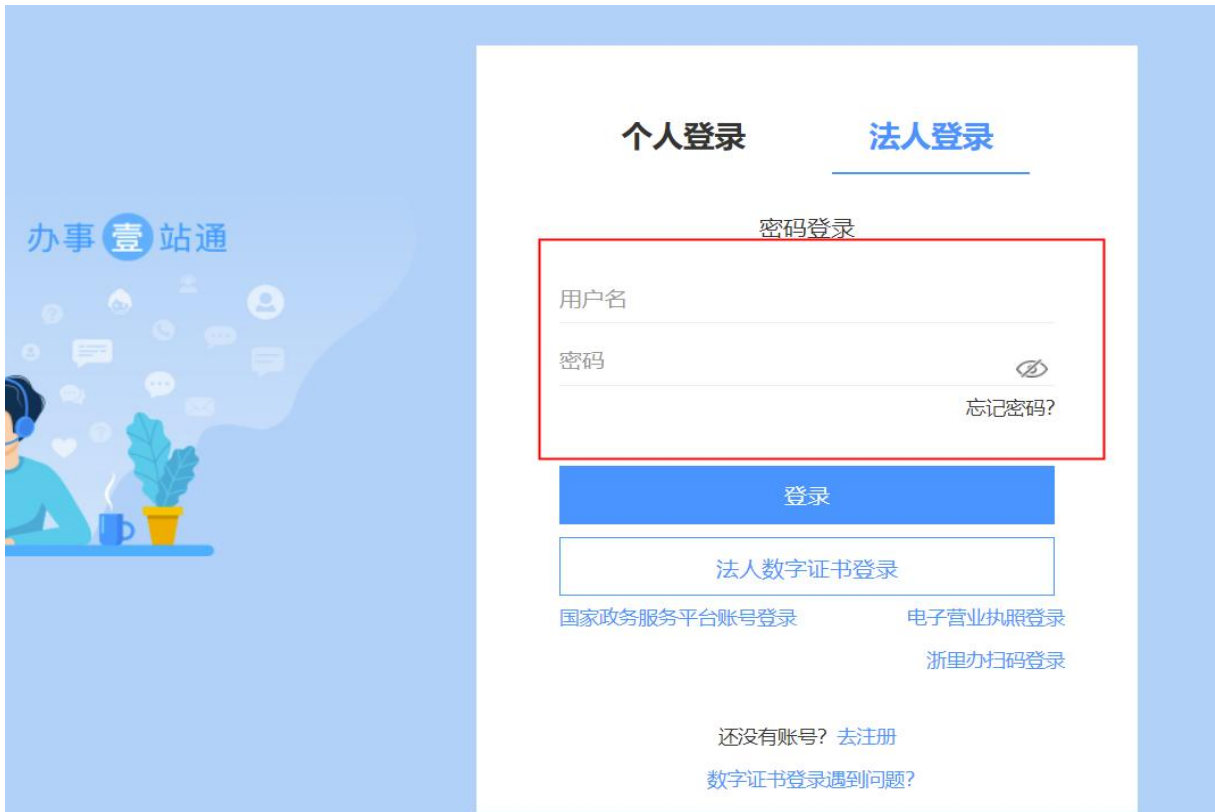 个人登录 法人登录
办事壹站通
密码登录
用户名
密码
忘记密码?
登录
法人数字证书登录
国家政务服务平台账号登录 电子营业执照登录
浙里办扫码登录
还没有账号? 去注册
数字证书登录遇到问题?